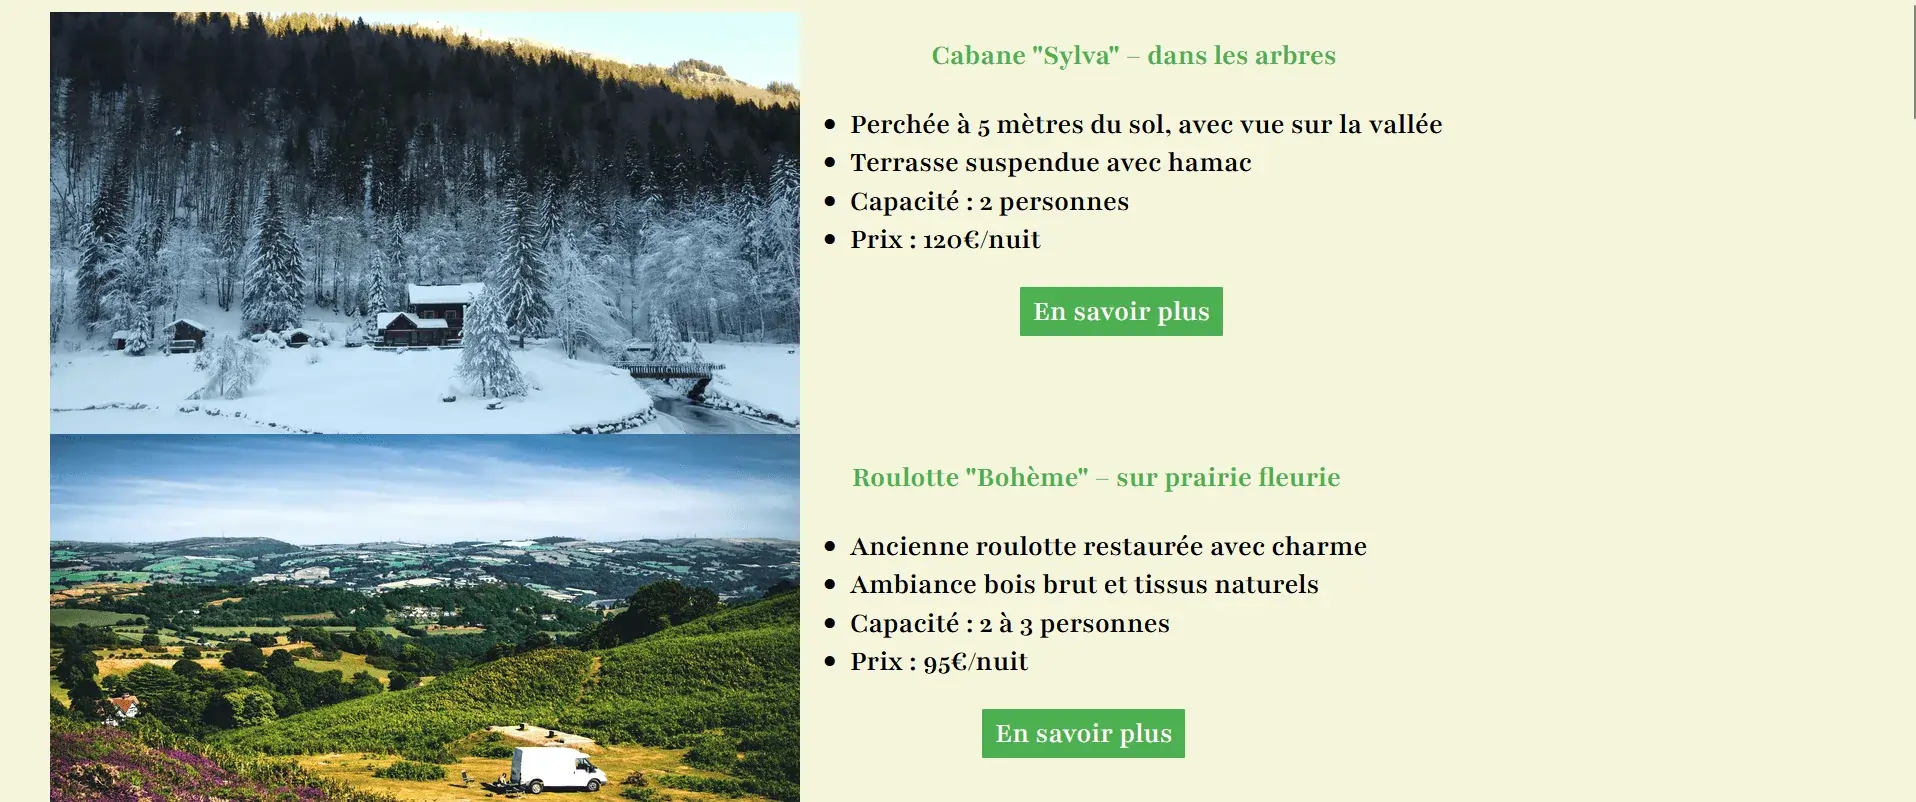 Cabane "Sylva" – dans les arbres
• Perchée à 5 mètres du sol, avec vue sur la vallée
• Terrasse suspendue avec hamac
• Capacité : 2 personnes
• Prix : 120€/nuit
En savoir plus
Roulotte "Bohème" – sur prairie fleurie
• Ancienne roulotte restaurée avec charme
• Ambiance bois brut et tissus naturels
• Capacité : 2 à 3 personnes
• Prix : 95€/nuit
En savoir plus